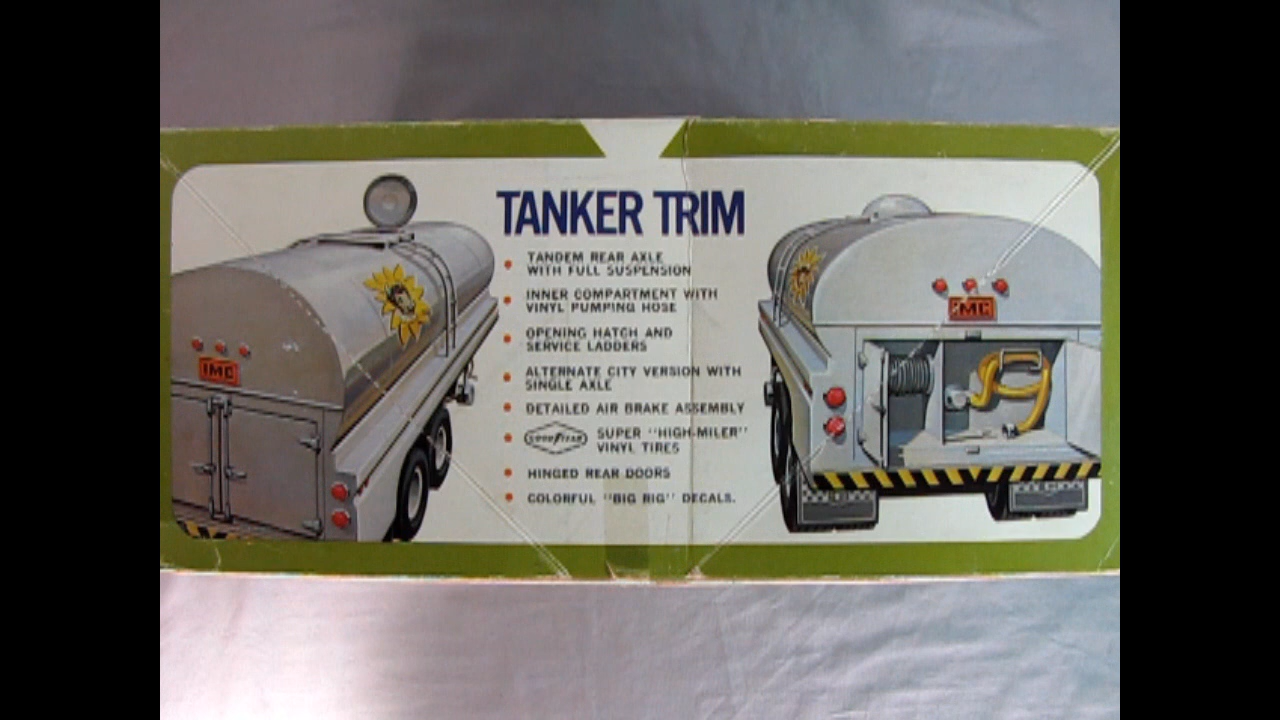 TANKER TRIM
TANDEM REAR AXLE
WITH FULL SUSPENSION
INNER COMPARTMENT WITH
VINYL PUMPING HOSE
OPENING HATCH AND
SERVICE LADDERS
ALTERNATE CITY VERSION WITH
SINGLE AXLE
DETAILED AIR BRAKE ASSEMBLY
GOODYEAR SUPER "HIGH-MILER"
VINYL TIRES
HINGED REAR DOORS
COLORFUL "BIG RIG" DECALS.
IMC
IMC